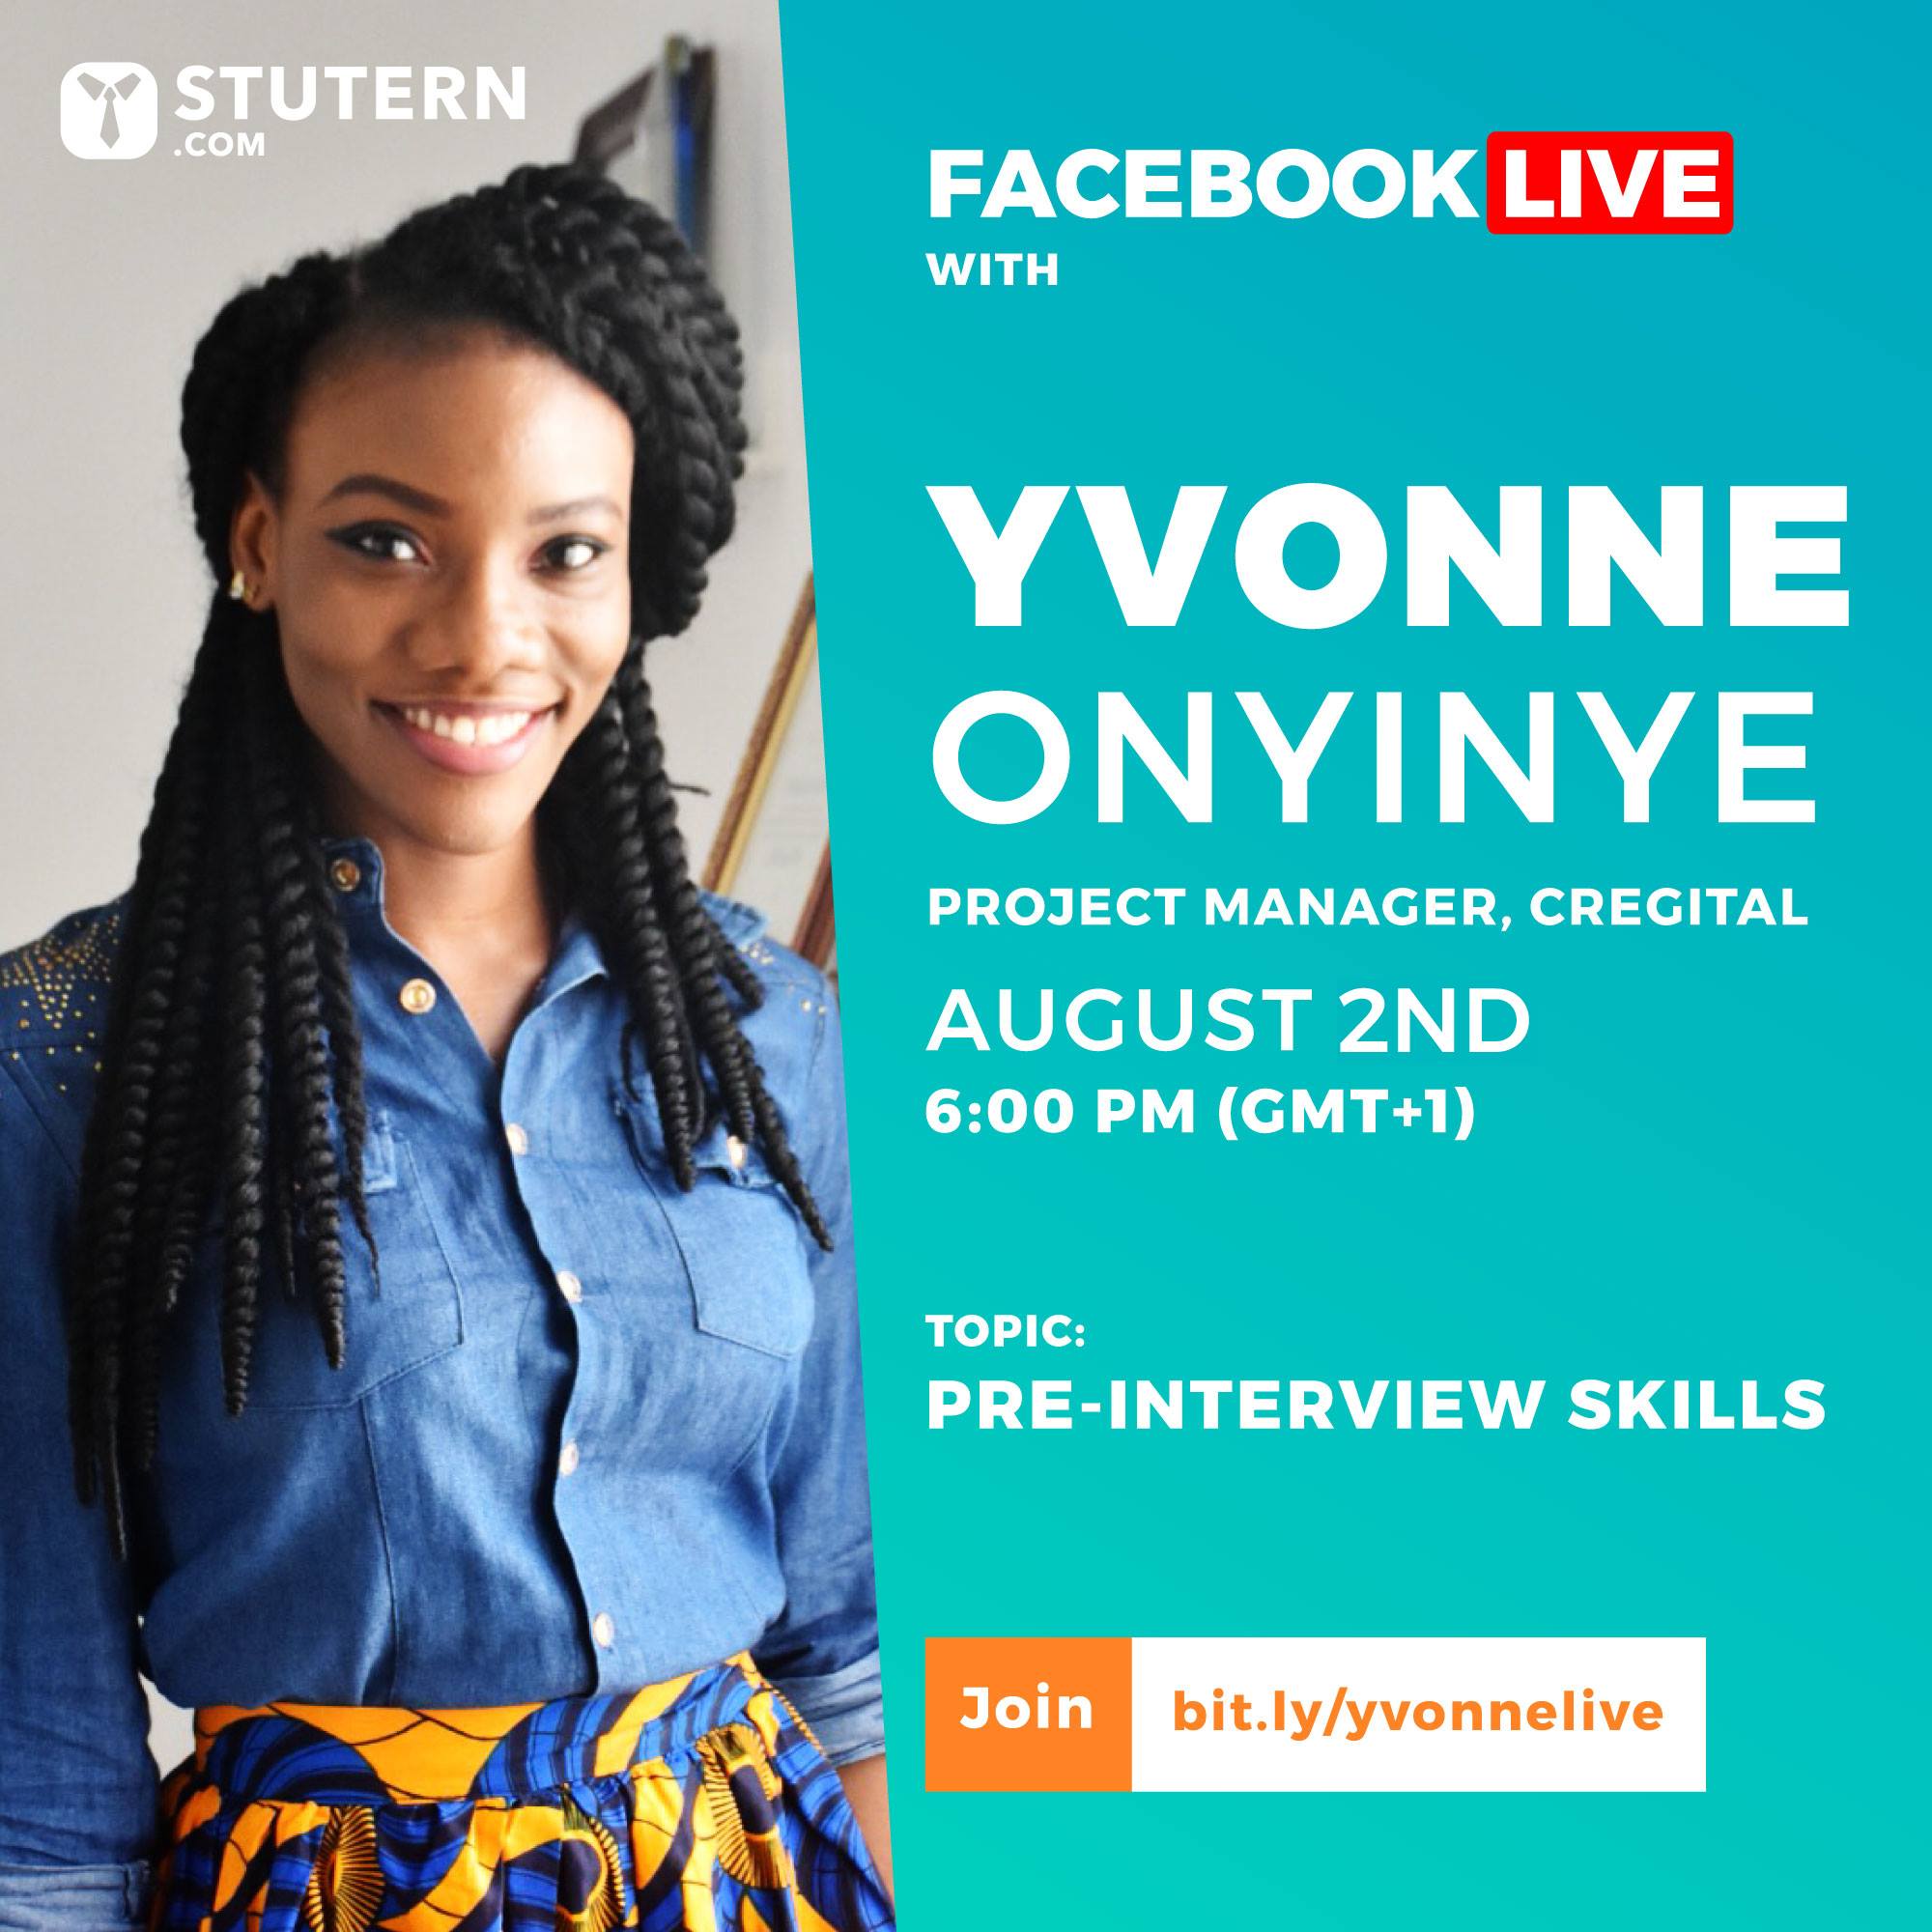 STUTERN
.COM
FACEBOOK LIVE
WITH
YVONNE
ONYINYE
PROJECT MANAGER, CREGITAL
AUGUST 2ND
6:00 PM (GMT+1)
TOPIC:
PRE-INTERVIEW SKILLS
Join bit.ly/yvonnelive